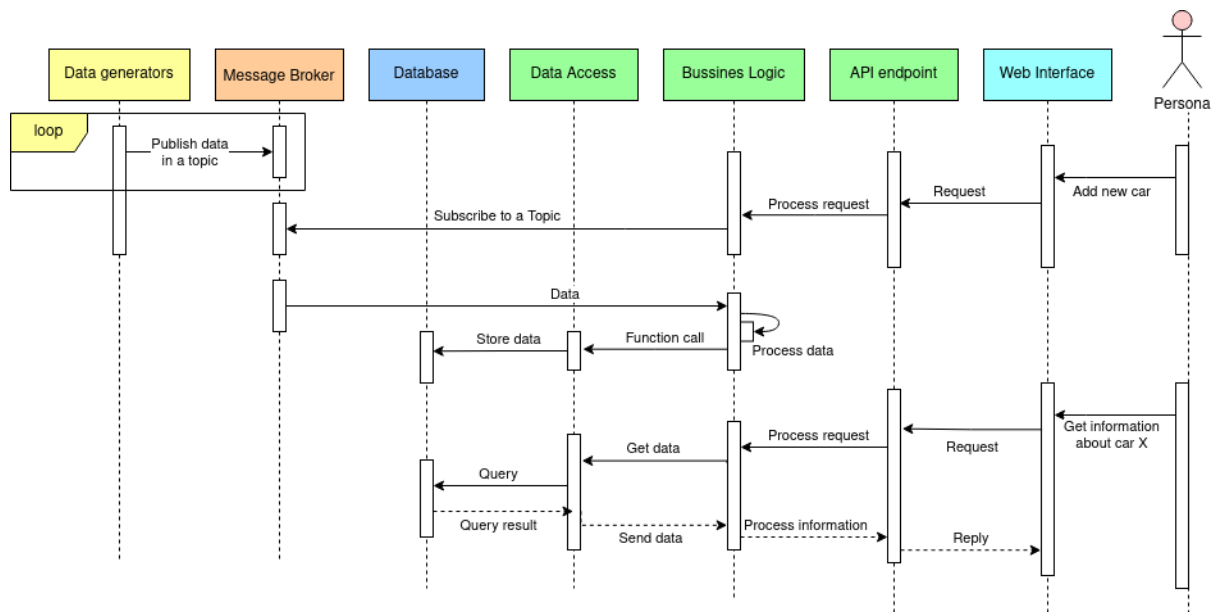 Data generators
Message Broker
Database
Data Access
Bussines Logic
API endpoint
Web Interface
Persona
loop
Publish data
in a topic
Add new car
Request
Process request
Subscribe to a Topic
Data
Process data
Function call
Store data
Get information
about car X
Request
Process request
Get data
Query
Query result
Send data
Process information
Reply